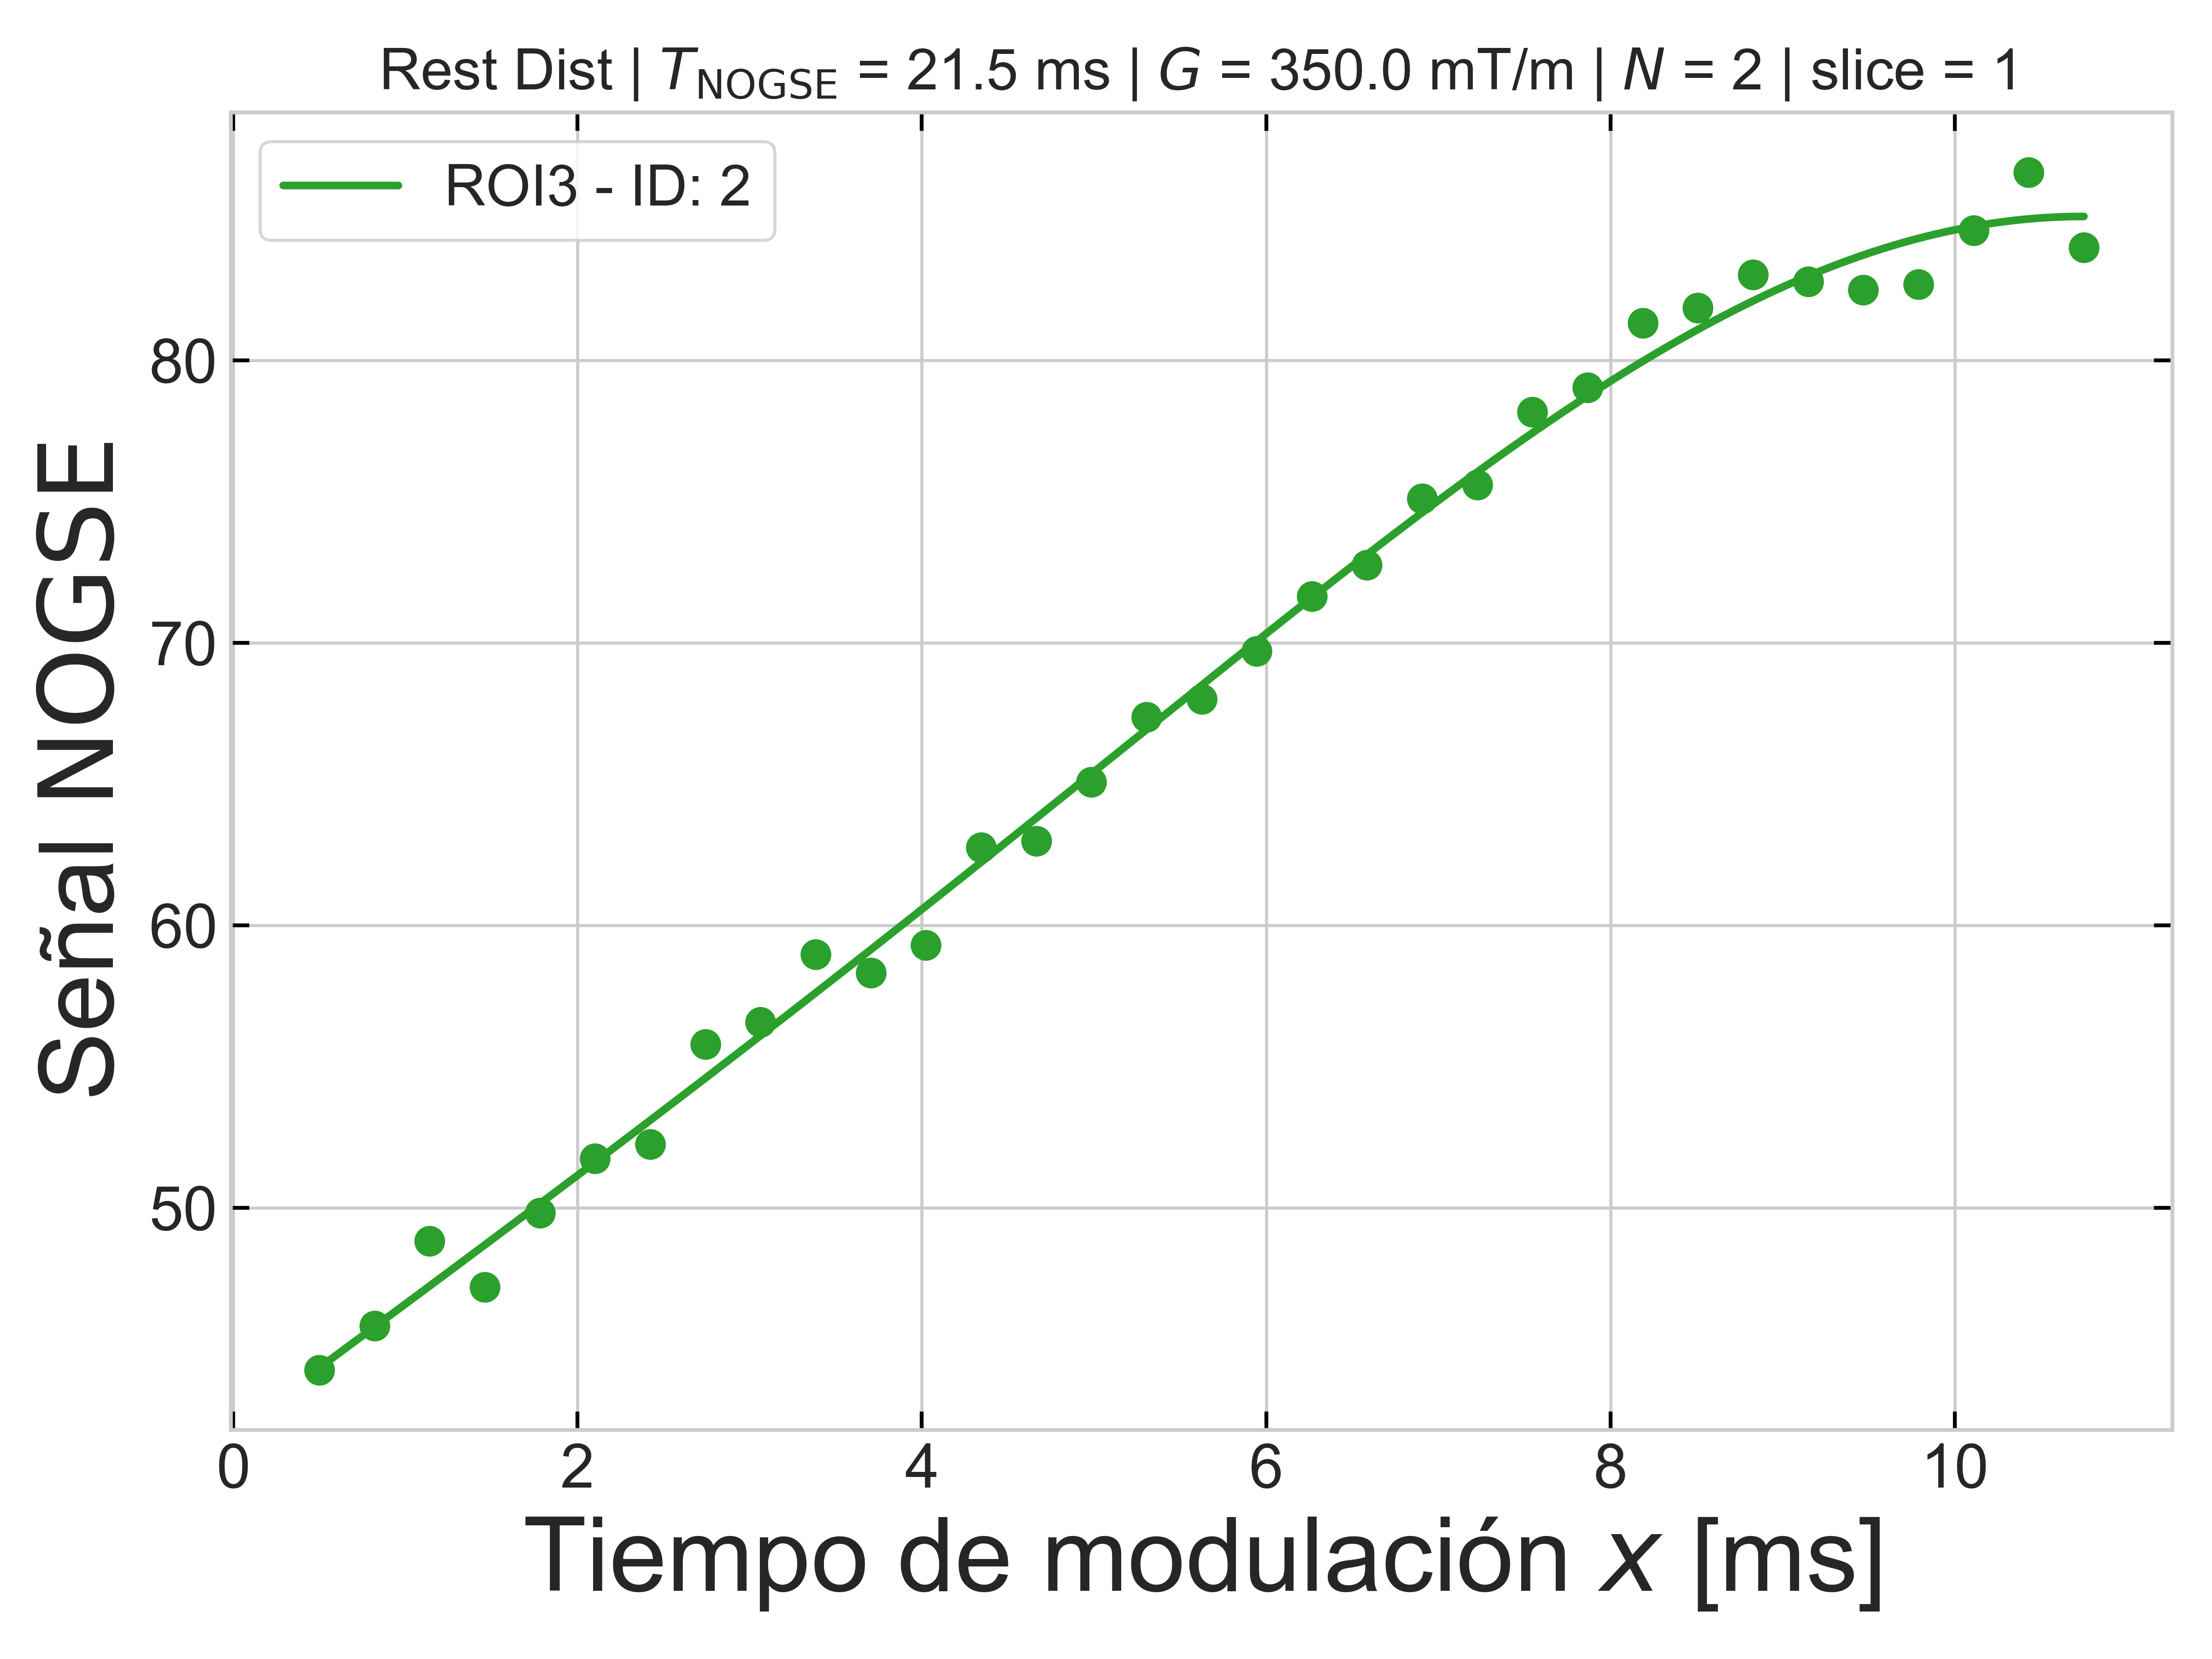 Rest Dist | T_NOGSE = 21.5 ms | G = 350.0 mT/m | N = 2 | slice = 1
ROI3 - ID: 2
Señal NOGSE
80
70
60
50
0 2 4 6 8 10
Tiempo de modulación x [ms]